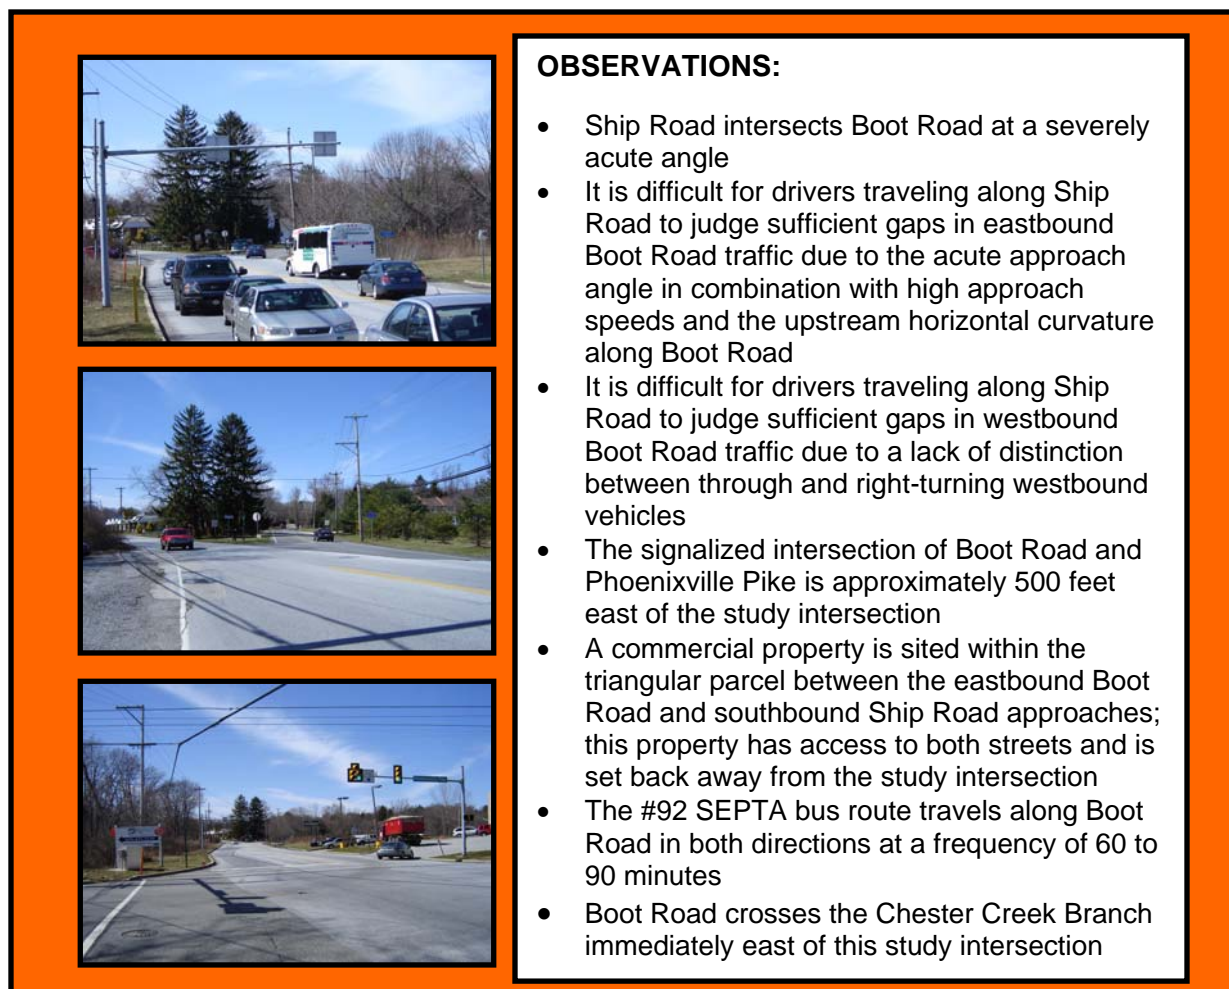 OBSERVATIONS:
• Ship Road intersects Boot Road at a severely
acute angle
• It is difficult for drivers traveling along Ship
Road to judge sufficient gaps in eastbound
Boot Road traffic due to the acute approach
angle in combination with high approach
speeds and the upstream horizontal curvature
along Boot Road
• It is difficult for drivers traveling along Ship
Road to judge sufficient gaps in westbound
Boot Road traffic due to a lack of distinction
between through and right-turning westbound
vehicles
• The signalized intersection of Boot Road and
Phoenixville Pike is approximately 500 feet
east of the study intersection
• A commercial property is sited within the
triangular parcel between the eastbound Boot
Road and southbound Ship Road approaches;
this property has access to both streets and is
set back away from the study intersection
• The #92 SEPTA bus route travels along Boot
Road in both directions at a frequency of 60 to
90 minutes
• Boot Road crosses the Chester Creek Branch
immediately east of this study intersection